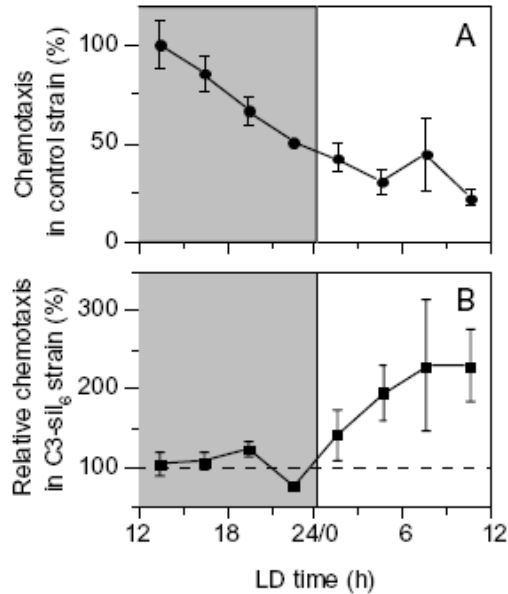 A
Chemotaxis
in control strain (%)
100
50
0
B
Relative chemotaxis
in C3-sil6 strain (%)
300
200
100
12 18 24/0 6 12
LD time (h)